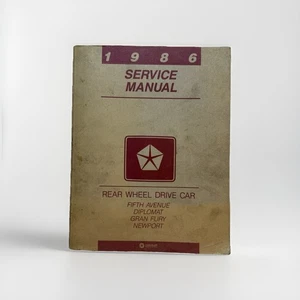 1 9 8 6
SERVICE
MANUAL
REAR WHEEL DRIVE CAR
FIFTH AVENUE
DIPLOMAT
GRAN FURY
NEWPORT